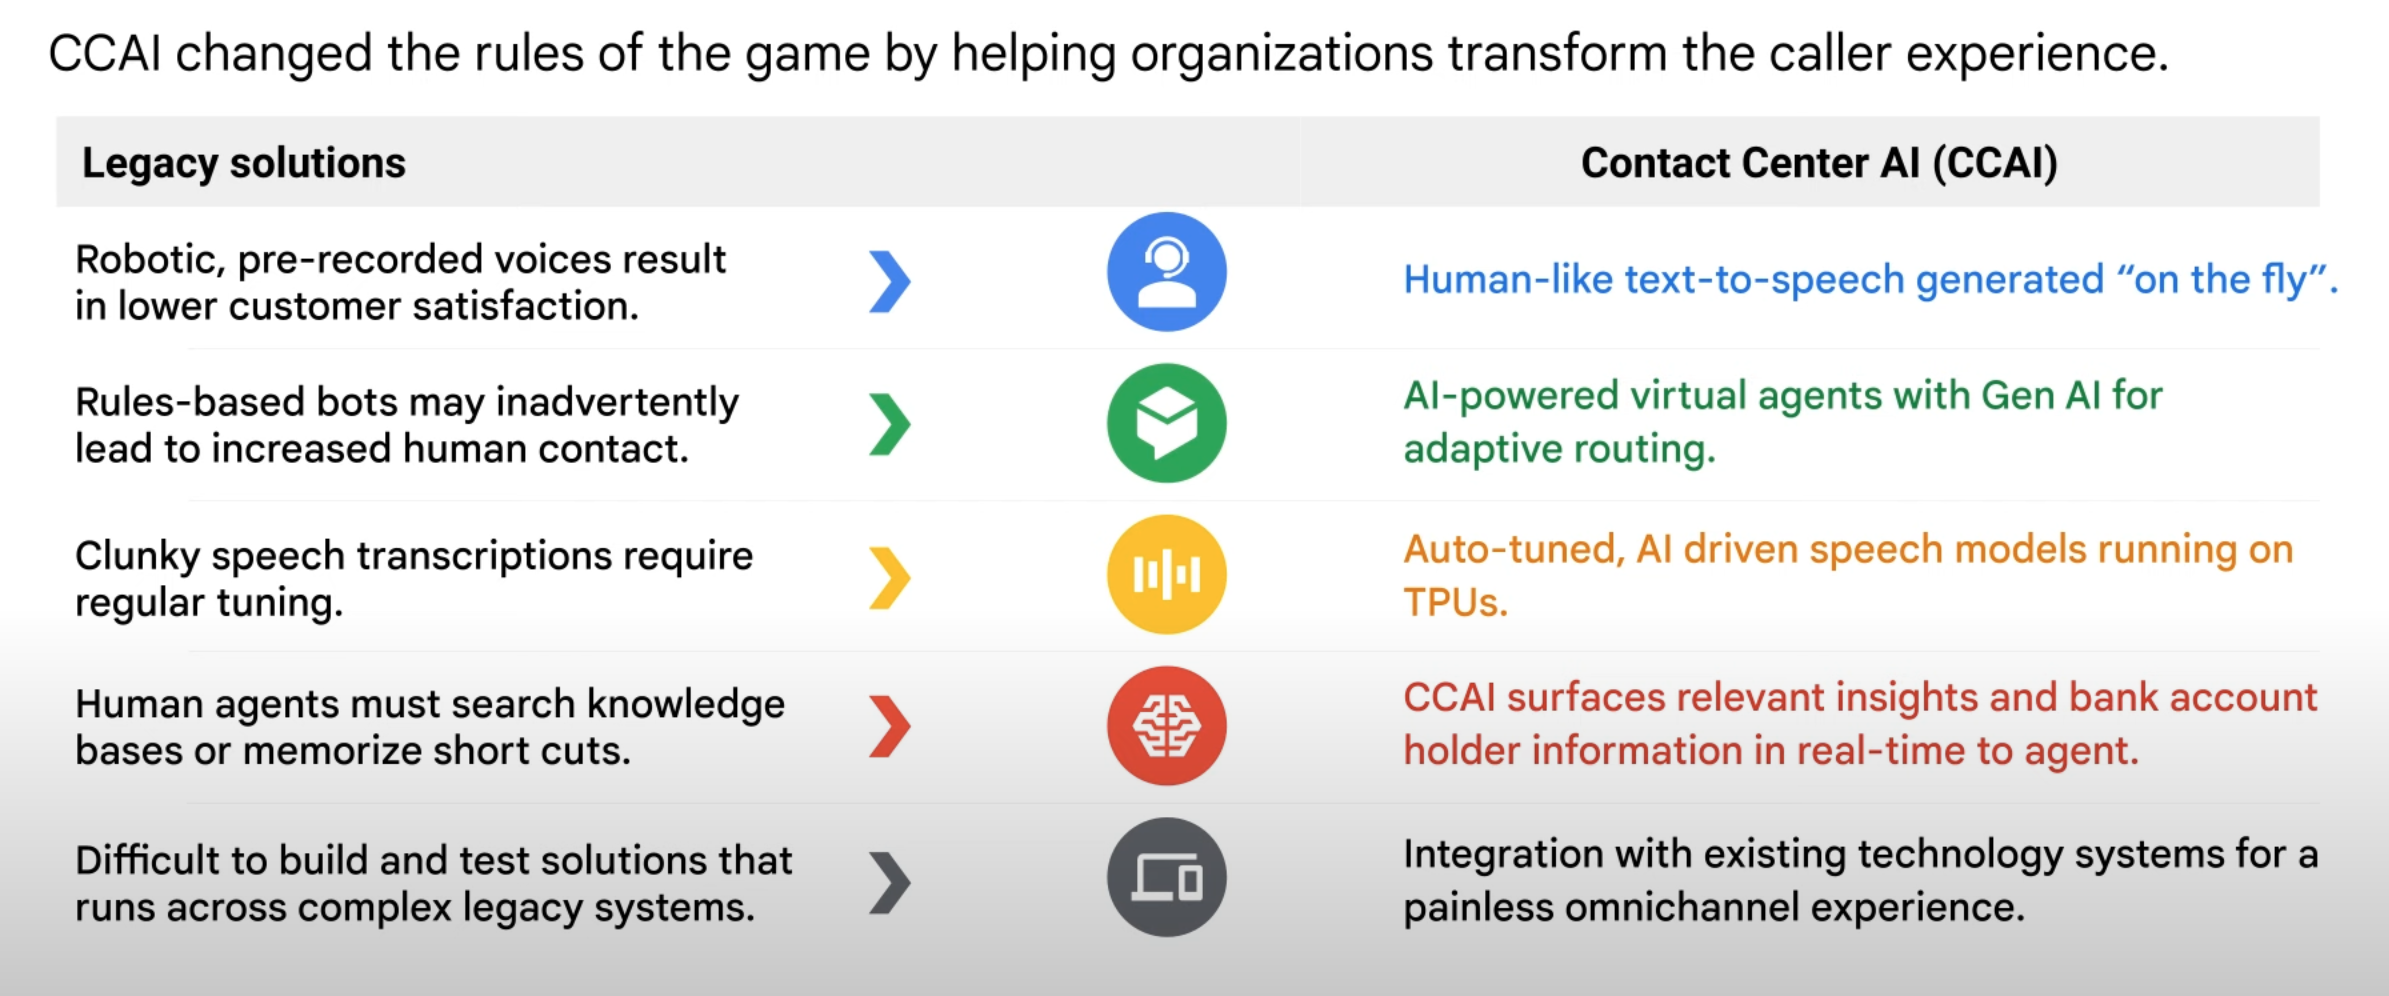 CCAI changed the rules of the game by helping organizations transform the caller experience.
Legacy solutions
Contact Center AI (CCAI)
Robotic, pre-recorded voices result
in lower customer satisfaction.
Human-like text-to-speech generated “on the fly”.
Rules-based bots may inadvertently
lead to increased human contact.
AI-powered virtual agents with Gen AI for
adaptive routing.
Clunky speech transcriptions require
regular tuning.
Auto-tuned, AI driven speech models running on
TPUs.
Human agents must search knowledge
bases or memorize short cuts.
CCAI surfaces relevant insights and bank account
holder information in real-time to agent.
Difficult to build and test solutions that
runs across complex legacy systems.
Integration with existing technology systems for a
painless omnichannel experience.